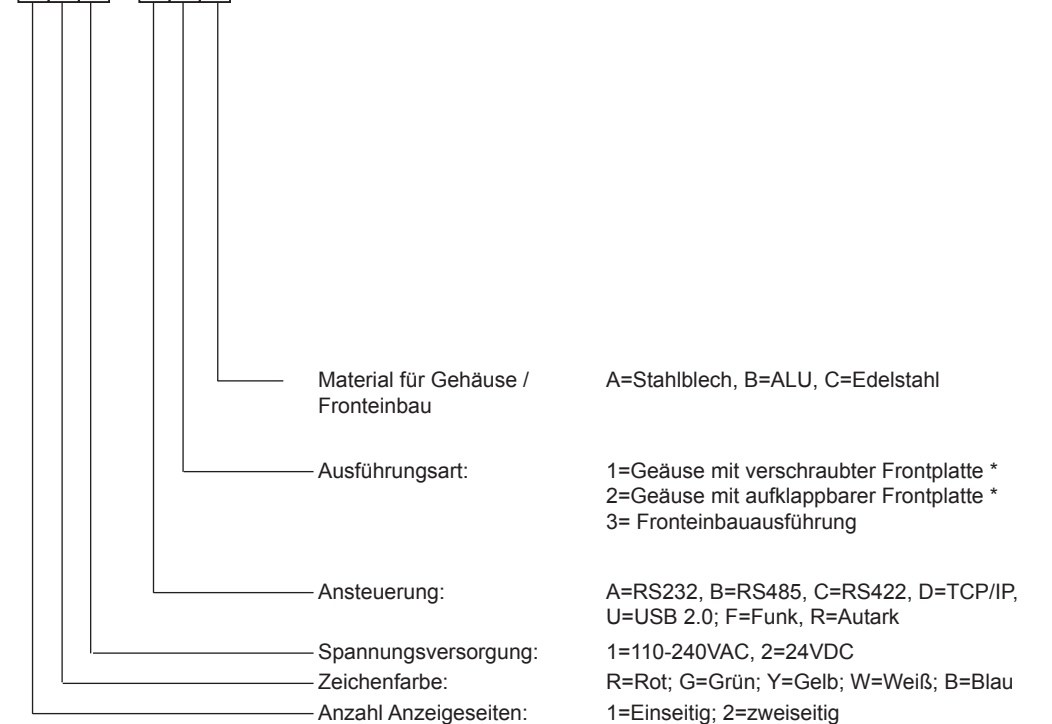 Material für Gehäuse / A=Stahlblech, B=ALU, C=Edelstahl
Fronteinbau
Ausführungsart: 1=Geäuse mit verschraubter Frontplatte *
2=Geäuse mit aufklappbarer Frontplatte *
3= Fronteinbauausführung
Ansteuerung: A=RS232, B=RS485, C=RS422, D=TCP/IP,
U=USB 2.0; F=Funk, R=Autark
Spannungsversorgung: 1=110-240VAC, 2=24VDC
Zeichenfarbe: R=Rot; G=Grün; Y=Gelb; W=Weiß; B=Blau
Anzahl Anzeigeseiten: 1=Einseitig; 2=zweiseitig